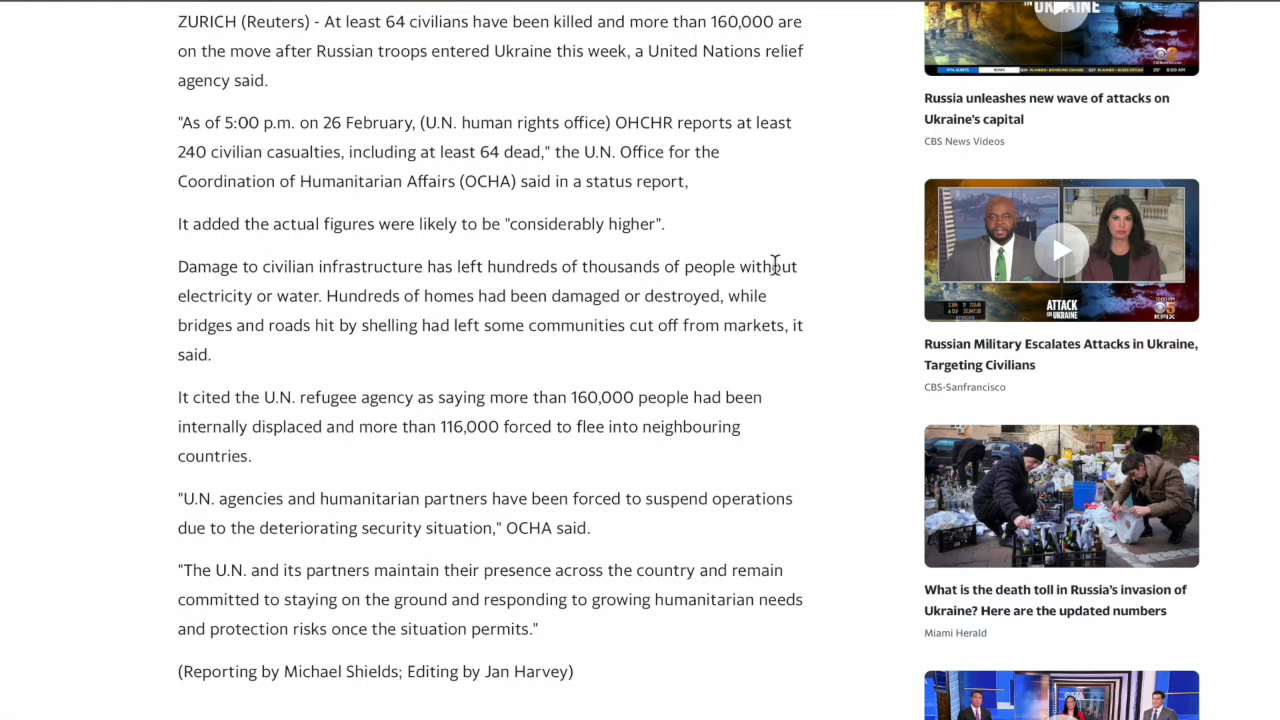 ZURICH (Reuters) - At least 64 civilians have been killed and more than 160,000 are
on the move after Russian troops entered Ukraine this week, a United Nations relief
agency said.
"As of 5:00 p.m. on 26 February, (U.N. human rights office) OHCHR reports at least
240 civilian casualties, including at least 64 dead," the U.N. Office for the
Coordination of Humanitarian Affairs (OCHA) said in a status report,
It added the actual figures were likely to be "considerably higher".
Damage to civilian infrastructure has left hundreds of thousands of people without
electricity or water. Hundreds of homes had been damaged or destroyed, while
bridges and roads hit by shelling had left some communities cut off from markets, it
said.
It cited the U.N. refugee agency as saying more than 160,000 people had been
internally displaced and more than 116,000 forced to flee into neighbouring
countries.
"U.N. agencies and humanitarian partners have been forced to suspend operations
due to the deteriorating security situation," OCHA said.
"The U.N. and its partners maintain their presence across the country and remain
committed to staying on the ground and responding to growing humanitarian needs
and protection risks once the situation permits."
(Reporting by Michael Shields; Editing by Jan Harvey)
IN UKRAINE
Russia unleashes new wave of attacks on
Ukraine's capital
CBS News Videos
ATTACK
ON UKRAINE
KPIX
Russian Military Escalates Attacks in Ukraine,
Targeting Civilians
CBS-Sanfrancisco
What is the death toll in Russia's invasion of
Ukraine? Here are the updated numbers
Miami Herald